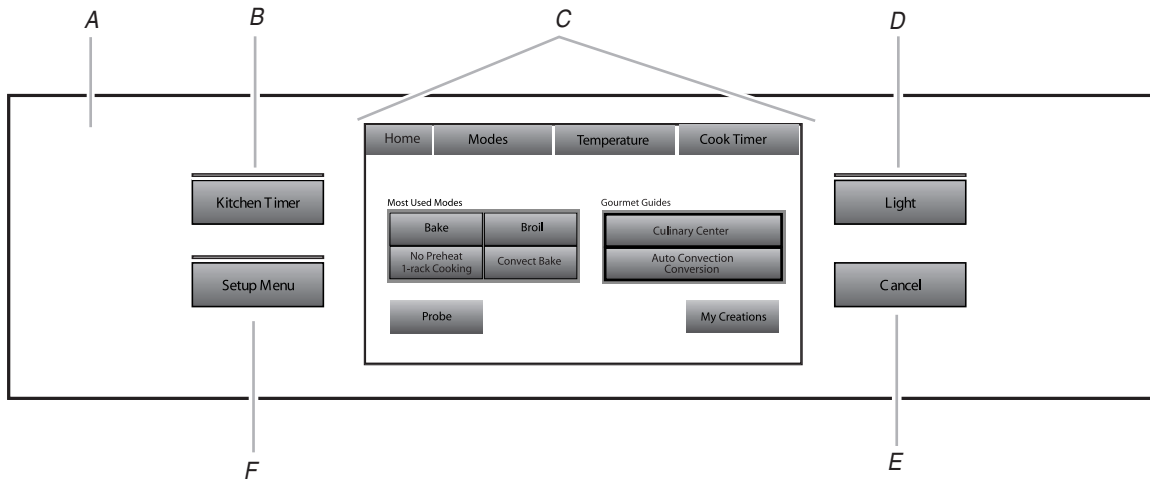 A
B
C
D
Home
Modes
Temperature
Cook Timer
Kitchen Timer
Light
Most Used Modes
Gourmet Guides
Bake
Broil
Culinary Center
No Preheat
1-rack Cooking
Convect Bake
Auto Convection
Conversion
Setup Menu
Cancel
Probe
My Creations
F
E